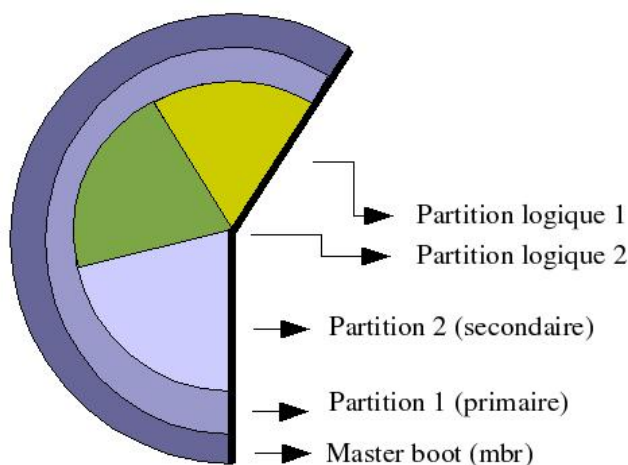 Partition logique 1
Partition logique 2
Partition 2 (secondaire)
Partition 1 (primaire)
Master boot (mbr)